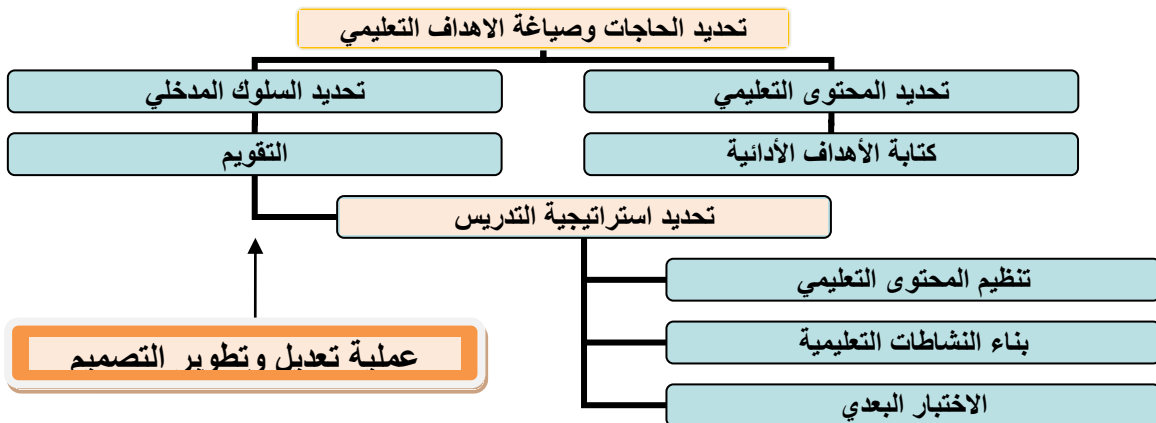 تحديد الحاجات وصياغة الاهداف التعليمي
تحديد المحتوى التعليمي
تحديد السلوك المدخلي
كتابة الأهداف الأدائية
التقويم
تحديد استراتيجية التدريس
تنظيم المحتوى التعليمي
بناء النشاطات التعليمية
عملية تعديل وتطوير التصميم
الاختبار البعدي